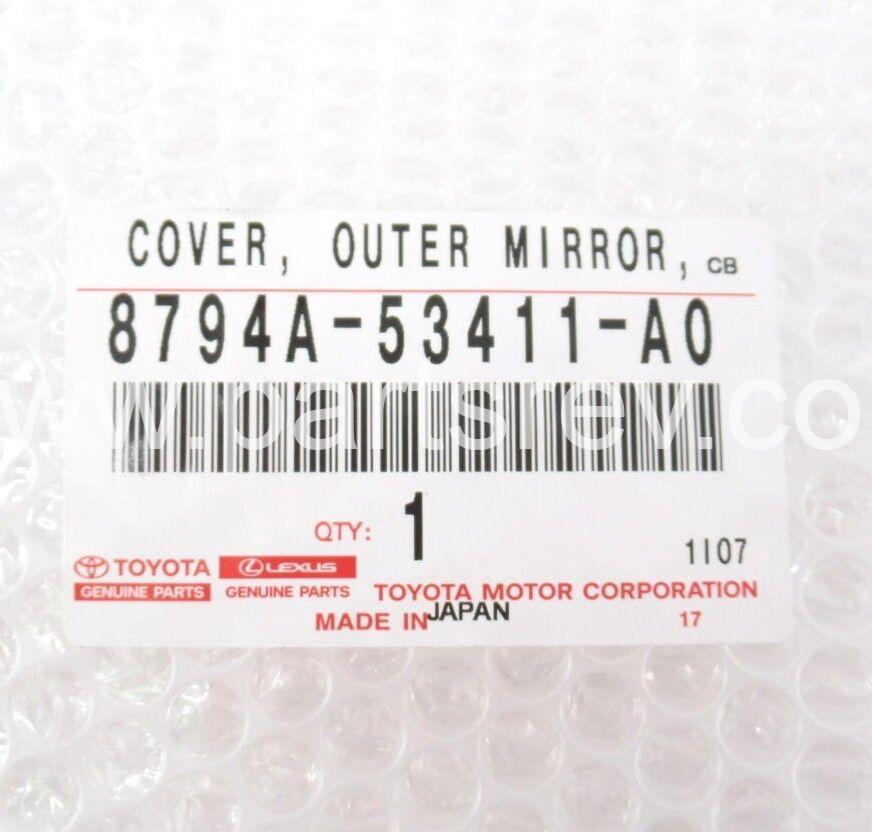 COVER, OUTER MIRROR, CB
8794A-53411-A0
www.partsrev.co
QTY: 1
1I07
TOYOTA LEXUS
GENUINE PARTS GENUINE PARTS TOYOTA MOTOR CORPORATION
MADE IN JAPAN 17